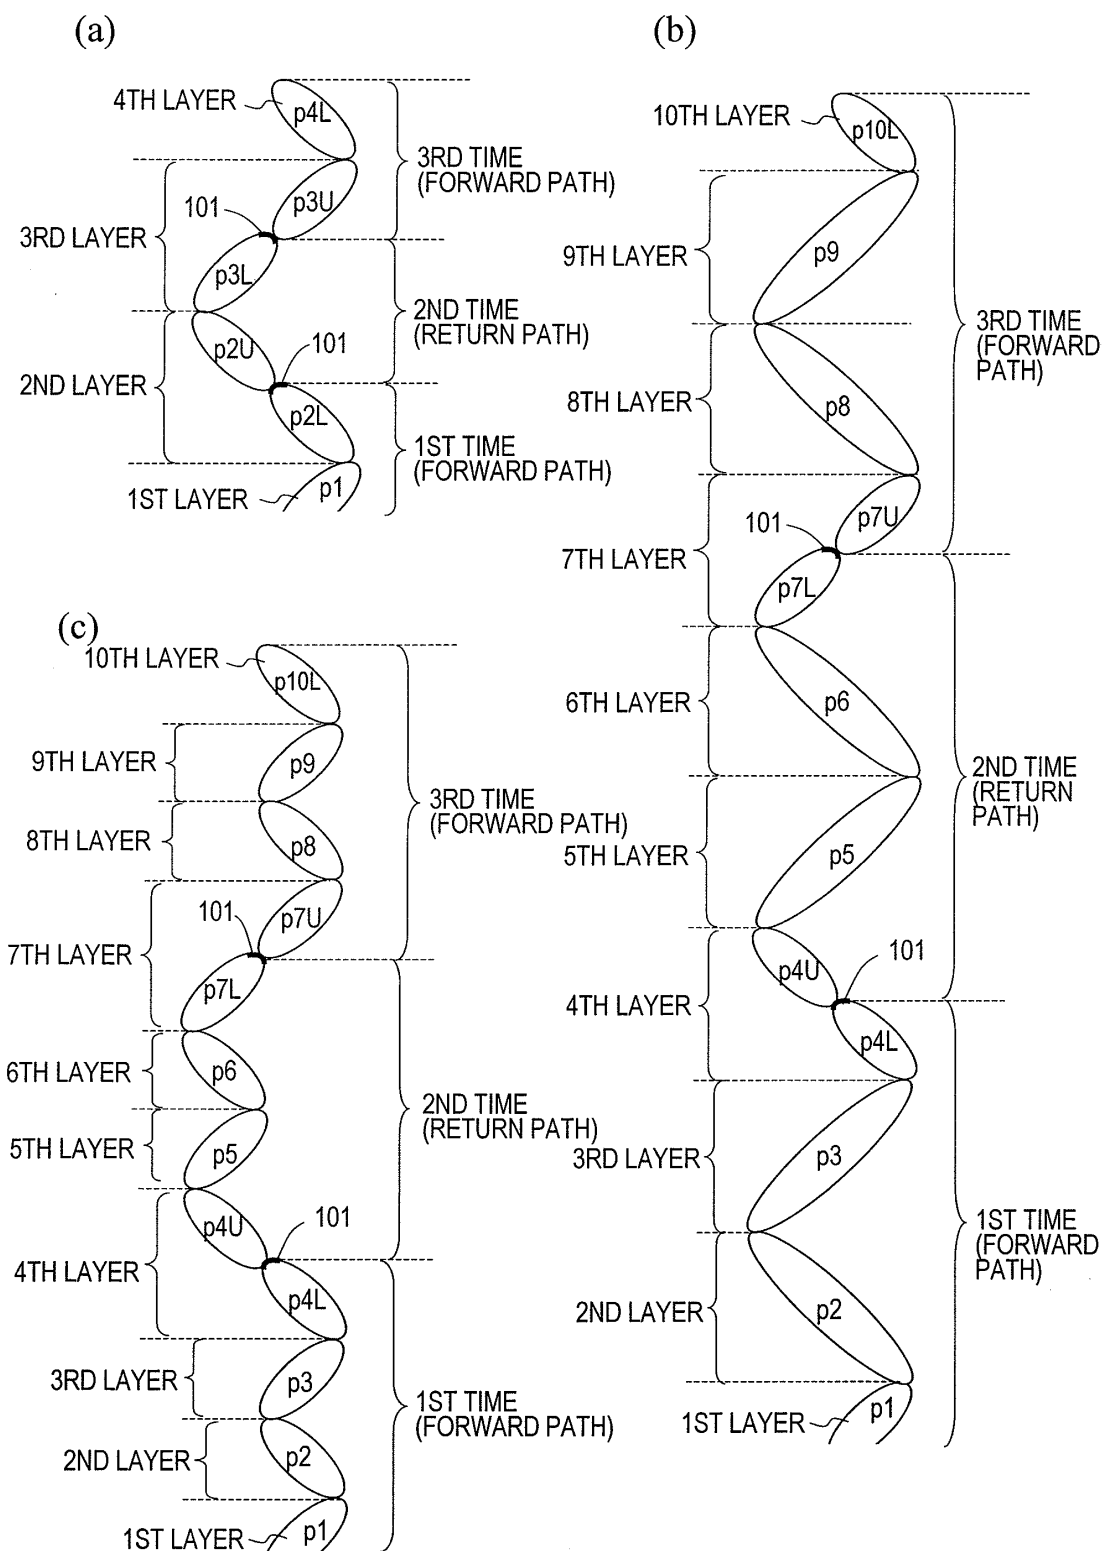 (a)
4TH LAYER
p4L
3RD TIME
(FORWARD PATH)
p3U
101
3RD LAYER
p3L
2ND TIME
(RETURN PATH)
p2U
101
2ND LAYER
p2L
1ST TIME
(FORWARD PATH)
1ST LAYER
p1
(b)
10TH LAYER
p10L
9TH LAYER
p9
3RD TIME
(FORWARD
PATH)
8TH LAYER
p8
p7U
101
7TH LAYER
p7L
6TH LAYER
p6
2ND TIME
(RETURN
PATH)
5TH LAYER
p5
p4U
101
4TH LAYER
p4L
3RD LAYER
p3
1ST TIME
(FORWARD
PATH)
2ND LAYER
p2
1ST LAYER
p1
(c)
10TH LAYER
p10L
9TH LAYER
p9
3RD TIME
(FORWARD PATH)
8TH LAYER
p8
p7U
101
7TH LAYER
p7L
6TH LAYER
p6
2ND TIME
(RETURN PATH)
5TH LAYER
p5
p4U
101
4TH LAYER
p4L
3RD LAYER
p3
1ST TIME
(FORWARD PATH)
2ND LAYER
p2
1ST LAYER
p1